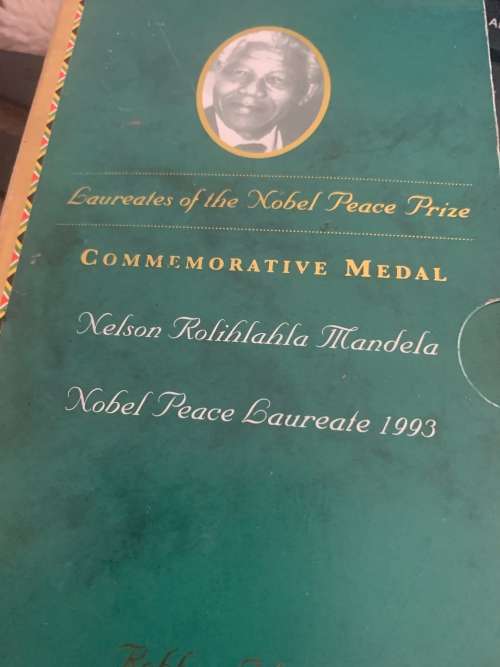 Laureates of the Nobel Peace Prize
COMMEMORATIVE MEDAL
Nelson Rolihlahla Mandela
Nobel Peace Laureate 1993